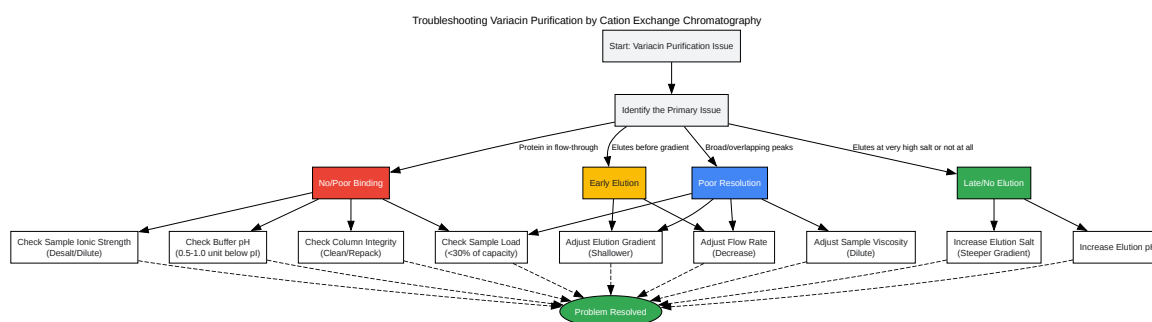 Troubleshooting Variacin Purification by Cation Exchange Chromatography
Start: Variacin Purification Issue
Identify the Primary Issue
Protein in flow-through
Elutes before gradient
Broad/overlapping peaks
Elutes at very high salt or not at all
No/Poor Binding
Early Elution
Poor Resolution
Late/No Elution
Check Sample Ionic Strength
(Desalt/Dilute)
Check Buffer pH
(0.5-1.0 unit below pI)
Check Column Integrity
(Clean/Repack)
Check Sample Load
(<30% of capacity)
Adjust Elution Gradient
(Shallower)
Adjust Flow Rate
(Decrease)
Adjust Sample Viscosity
(Dilute)
Increase Elution Salt
(Steeper Gradient)
Increase Elution
Problem Resolved